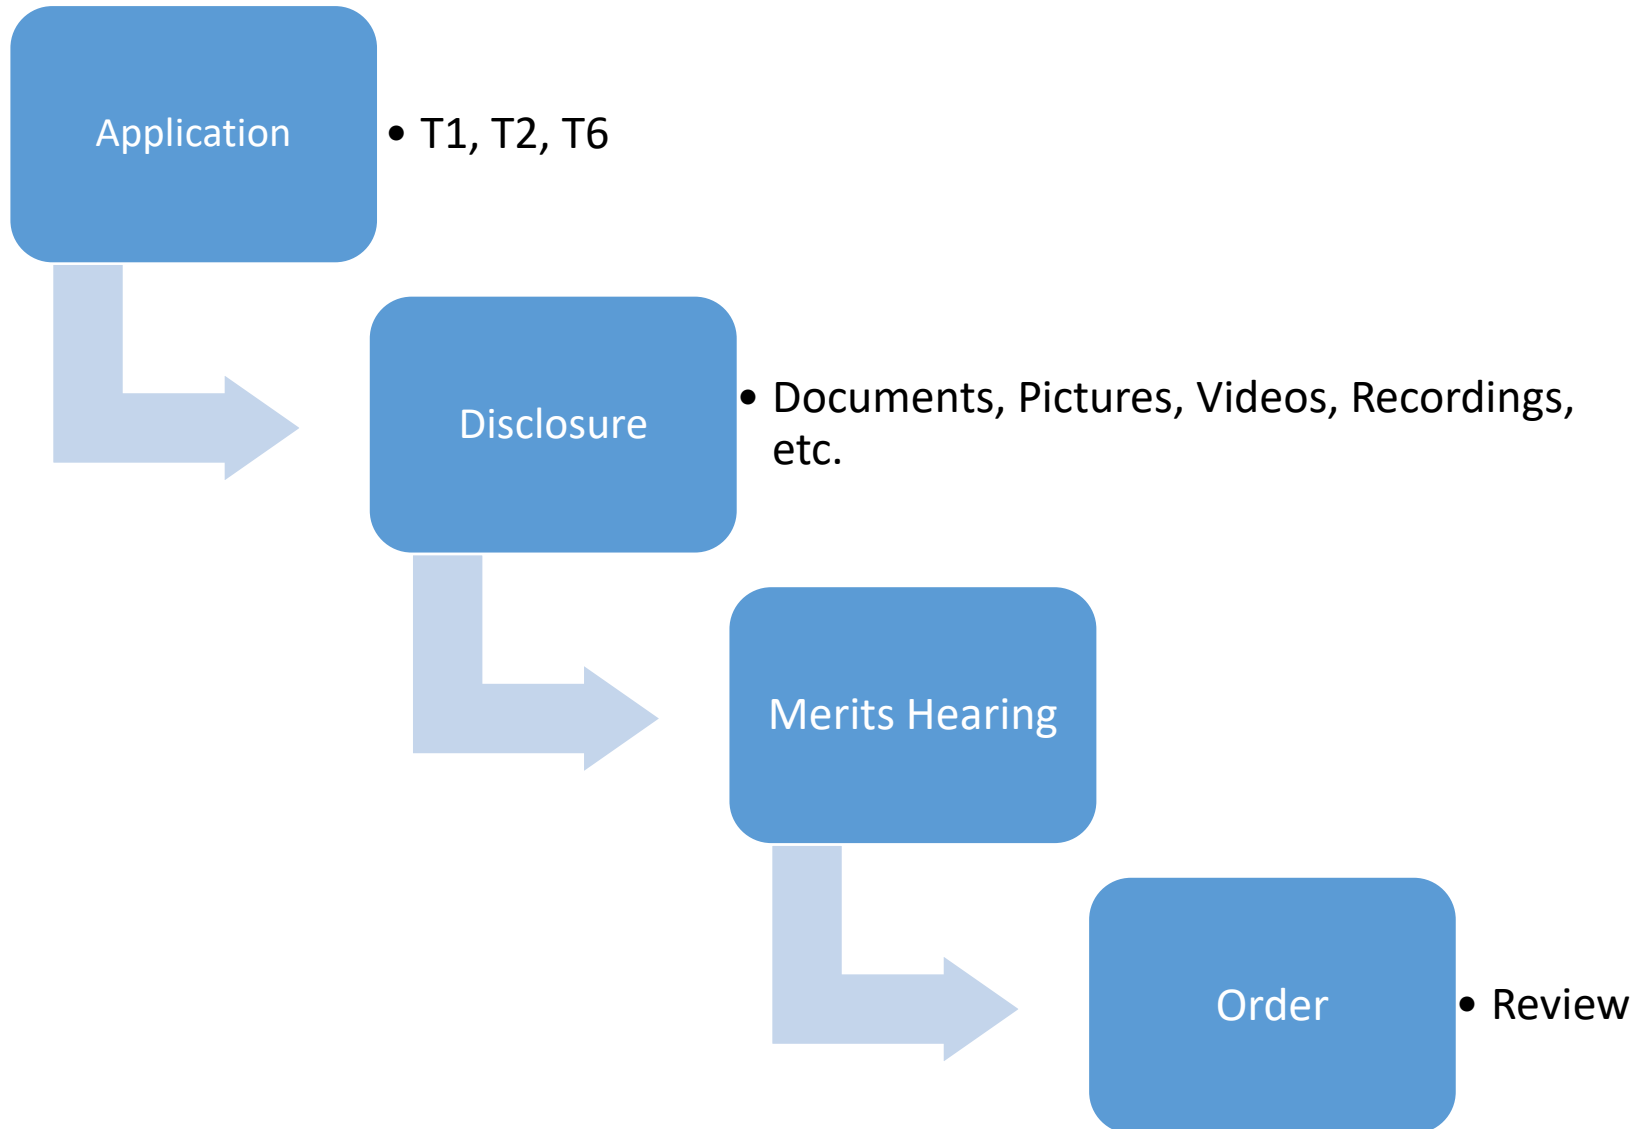 Application
• T1, T2, T6
Disclosure
• Documents, Pictures, Videos, Recordings,
etc.
Merits Hearing
Order
• Review